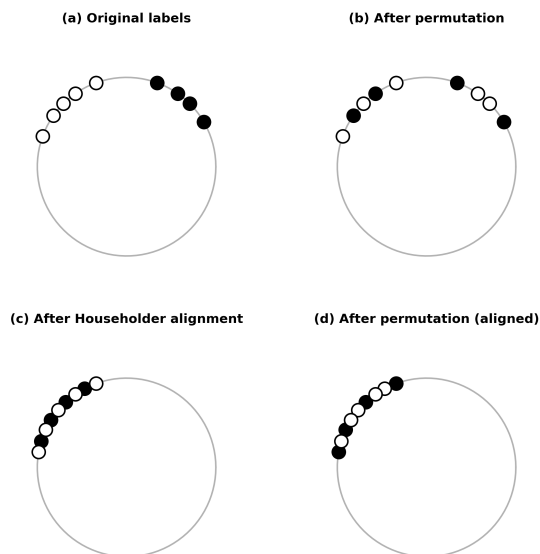 (a) Original labels
(b) After permutation
(c) After Householder alignment
(d) After permutation (aligned)